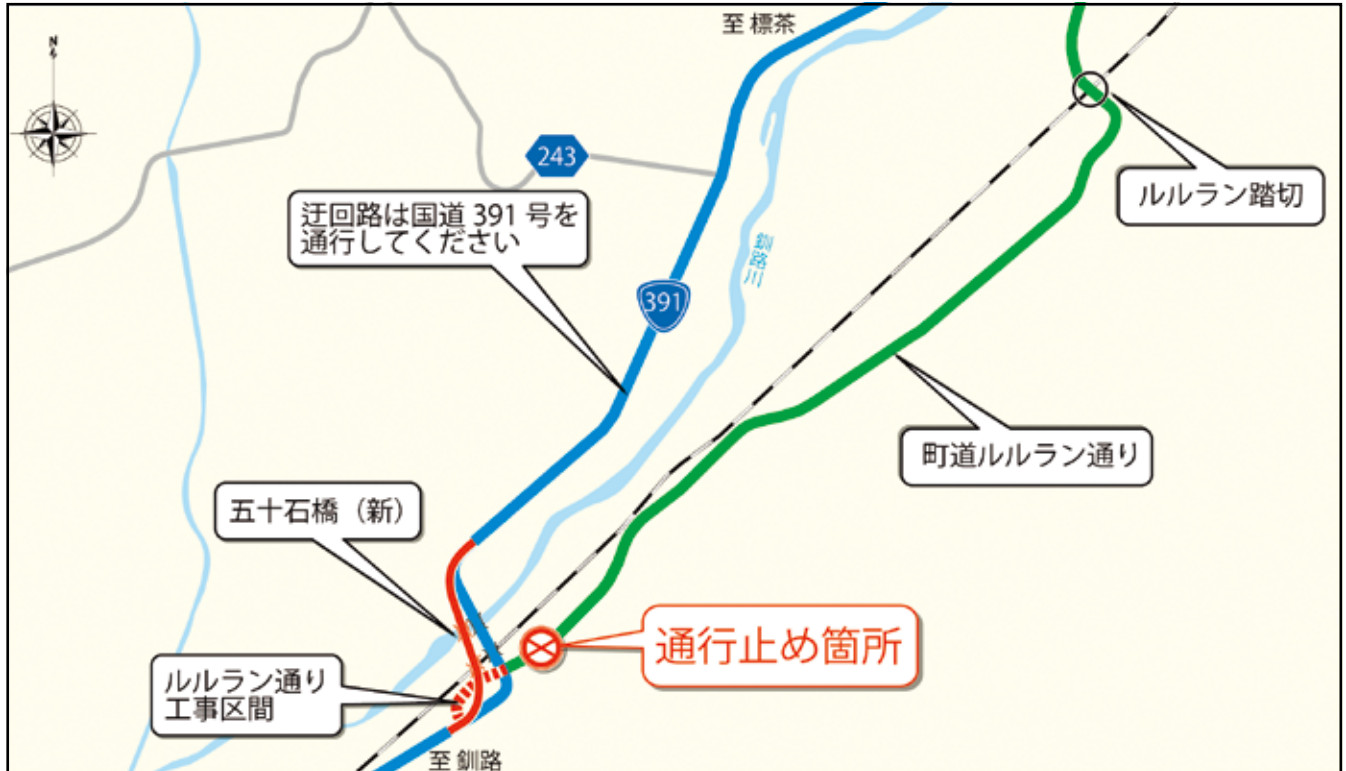 至 標茶
N
243
ルルラン踏切
迂回路は国道 391 号を
通行してください
釧路川
391
町道ルルラン通り
五十石橋（新）
通行止め箇所
ルルラン通り
工事区間
至 釧路